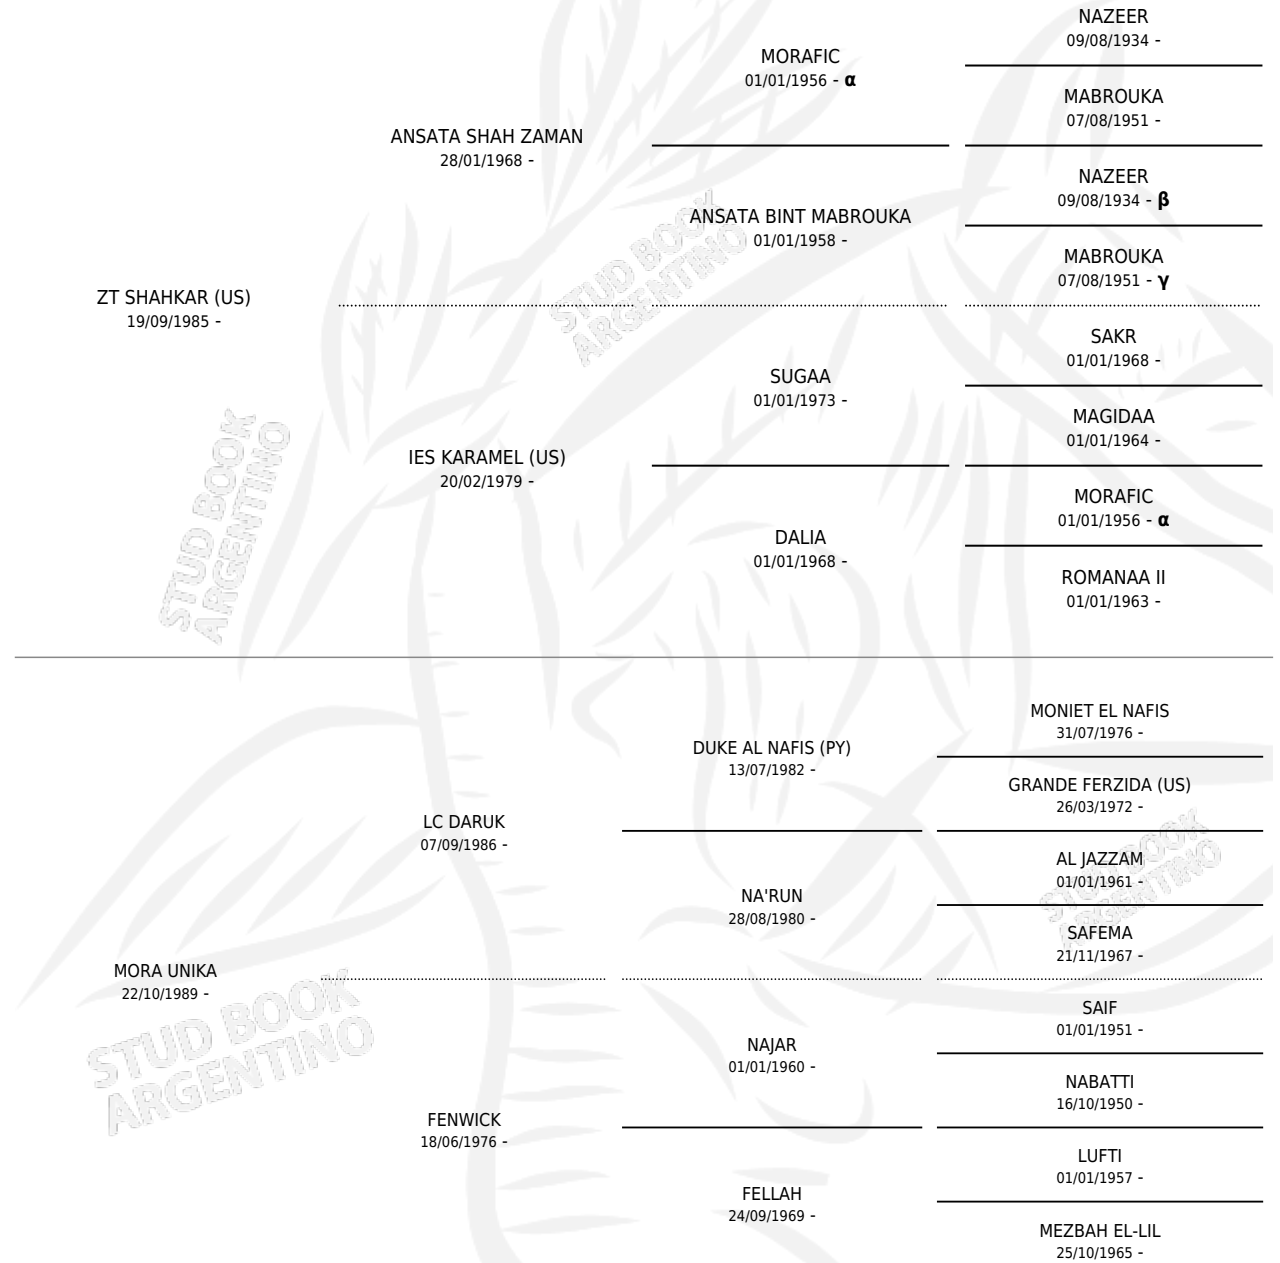 NAZEER
09/08/1934 -
MORAFIC
01/01/1956 - α
MABROUKA
07/08/1951 -
ANSATA SHAH ZAMAN
28/01/1968 -
NAZEER
09/08/1934 - β
ANSATA BINT MABROUKA
01/01/1958 -
MABROUKA
07/08/1951 - γ
ZT SHAHKAR (US)
19/09/1985 -
STUD BOOK
ARGENTINO
SAKR
01/01/1968 -
SUGAA
01/01/1973 -
MAGIDAA
01/01/1964 -
IES KARAMEL (US)
20/02/1979 -
MORAFIC
01/01/1956 - α
DALIA
01/01/1968 -
ROMANAA II
01/01/1963 -
STUD BOOK
ARGENTINO
MONIET EL NAFIS
31/07/1976 -
DUKE AL NAFIS (PY)
13/07/1982 -
GRANDE FERZIDA (US)
26/03/1972 -
LC DARUK
07/09/1986 -
AL JAZZAM
01/01/1961 -
NA'RUN
28/08/1980 -
SAFEMA
21/11/1967 -
STUD BOOK
ARGENTINO
MORA UNIKA
22/10/1989 -
STUD BOOK
ARGENTINO
SAIF
01/01/1951 -
NAJAR
01/01/1960 -
NABATTI
16/10/1950 -
FENWICK
18/06/1976 -
LUFTI
01/01/1957 -
FELLAH
24/09/1969 -
MEZBAH EL-LIL
25/10/1965 -